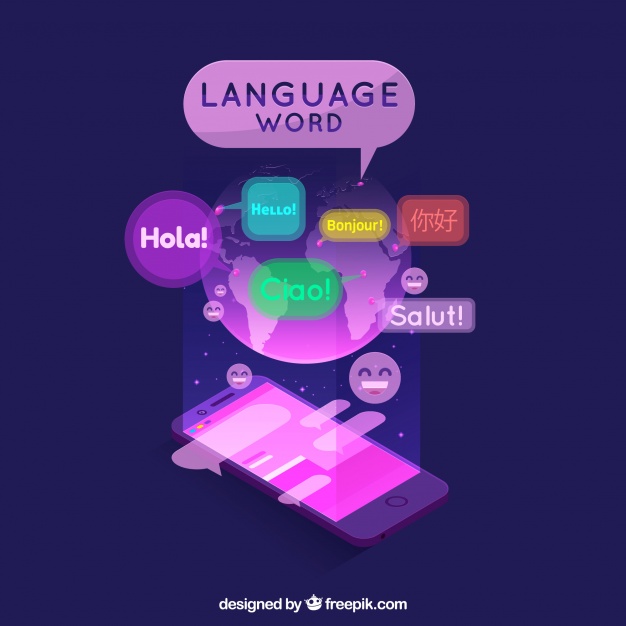 LANGUAGE
WORD
Hello!
Hola!
Bonjour!
你好
Ciao!
Salut!
designed by freepik.com